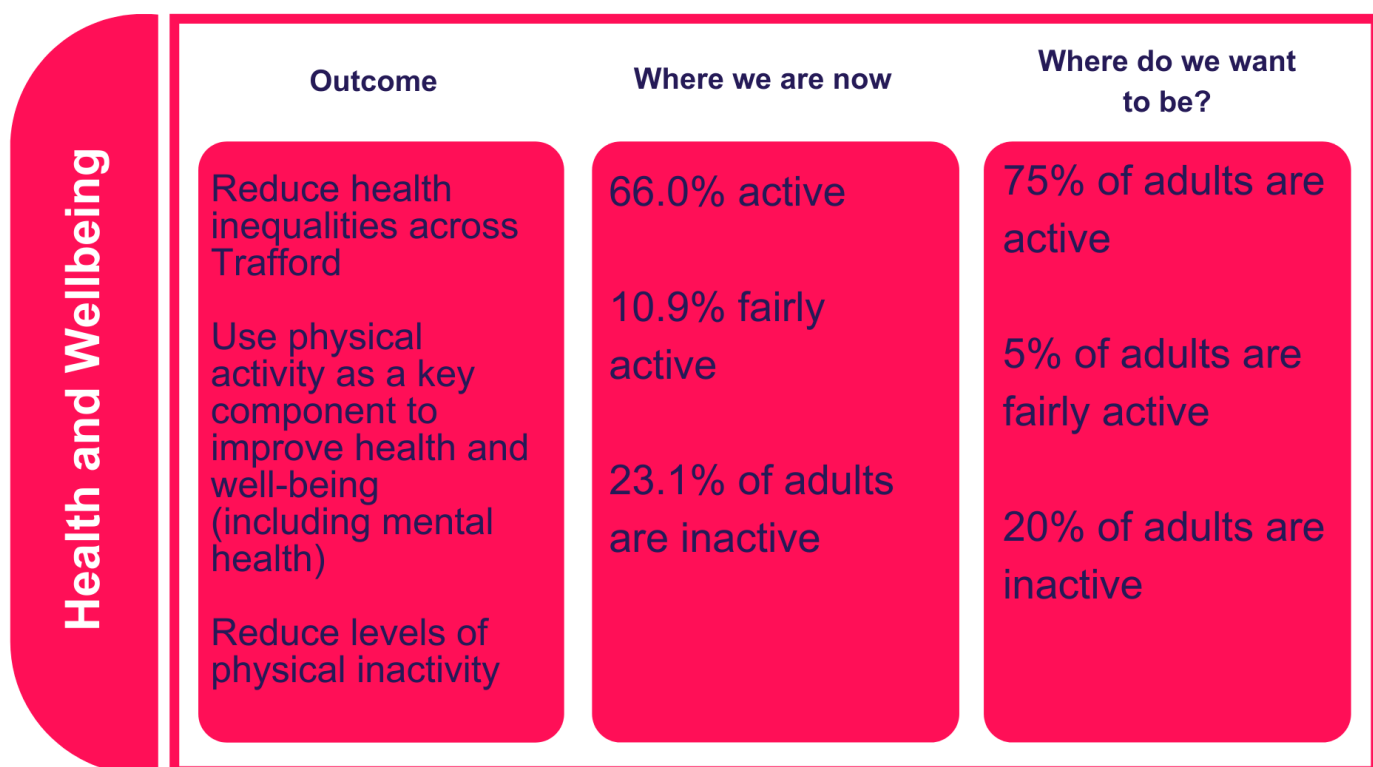 Health and Wellbeing
Outcome
Where we are now
Where do we want
to be?
Reduce health
inequalities across
Trafford
Use physical
activity as a key
component to
improve health and
well-being
(including mental
health)
Reduce levels of
physical inactivity
66.0% active
10.9% fairly
active
23.1% of adults
are inactive
75% of adults are
active
5% of adults are
fairly active
20% of adults are
inactive